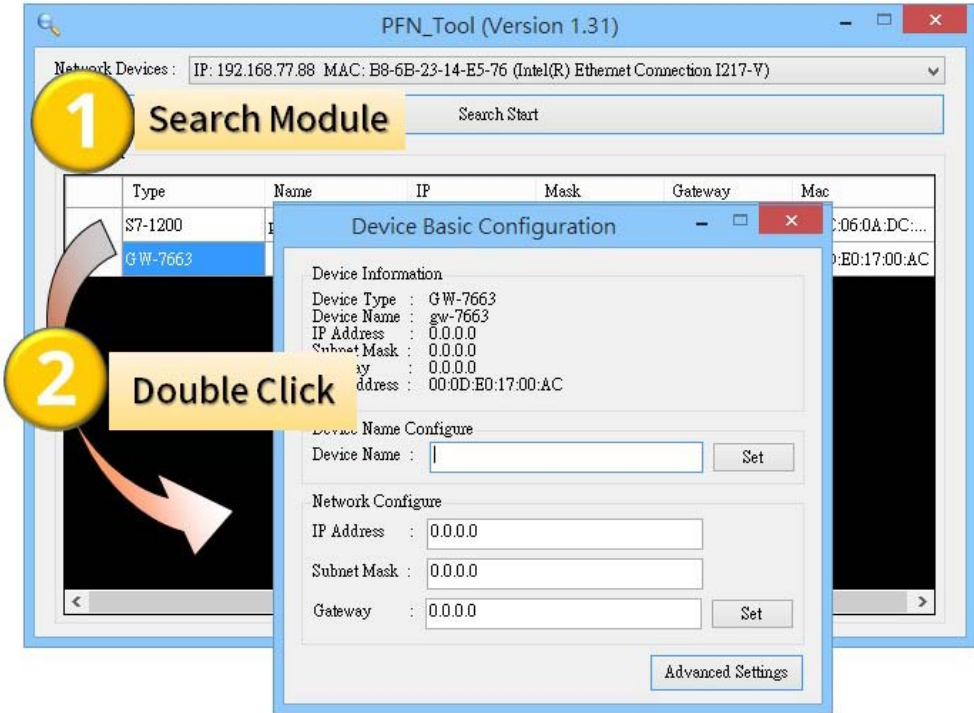 PFN_Tool (Version 1.31)
Network Devices : IP: 192.168.77.88 MAC: B8-6B-23-14-E5-76 (Intel(R) Ethernet Connection I217-V)
1 Search Module
Search Start
Type Name IP Mask Gateway Mac
S7-1200 :06:0A:DC:...
GW-7663 :E0:17:00:AC
Device Basic Configuration
Device Information
Device Type : GW-7663
Device Name : gw-7663
IP Address : 0.0.0.0
Subnet Mask : 0.0.0.0
: 0.0.0.0
: 00:0D:E0:17:00:AC
2 Double Click
Device Name Configure
Device Name : Set
Network Configure
IP Address : 0.0.0.0
Subnet Mask : 0.0.0.0
Gateway : 0.0.0.0 Set
Advanced Settings